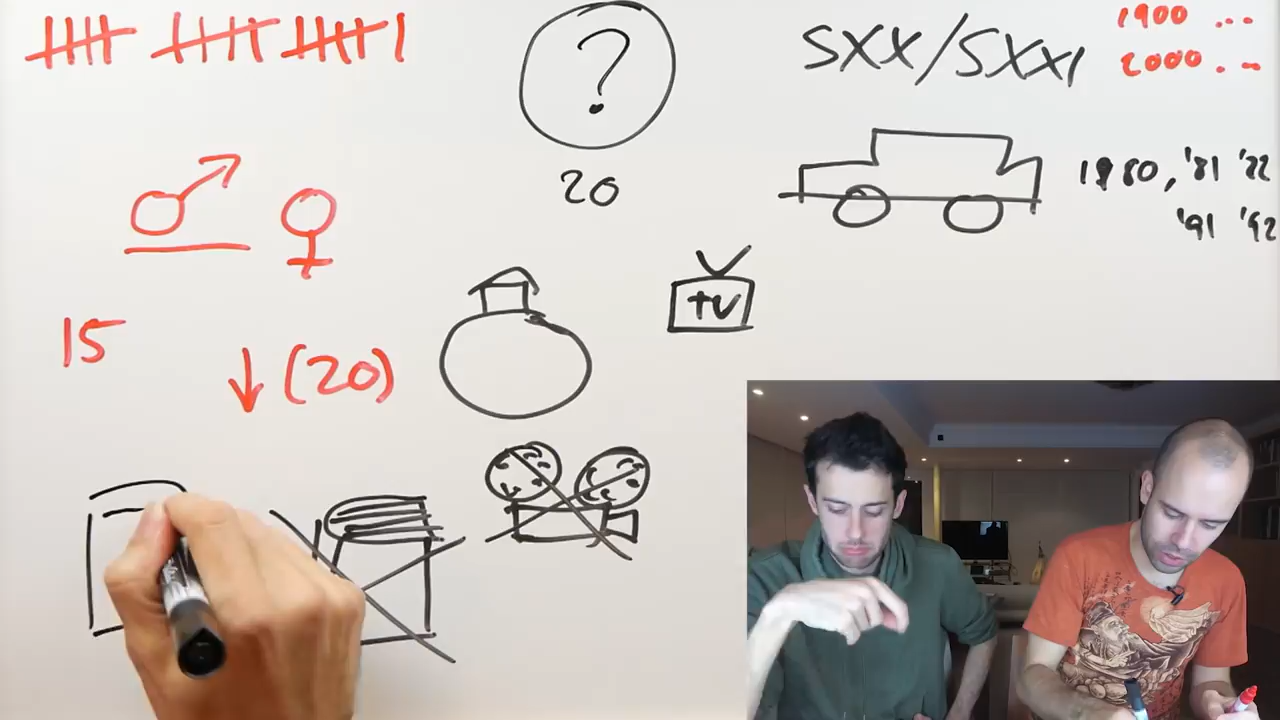 ?
20
SXX/SXXI
1900 ...
2000 ...
1980, '81 '82
'91 '92
TV
15
(20)